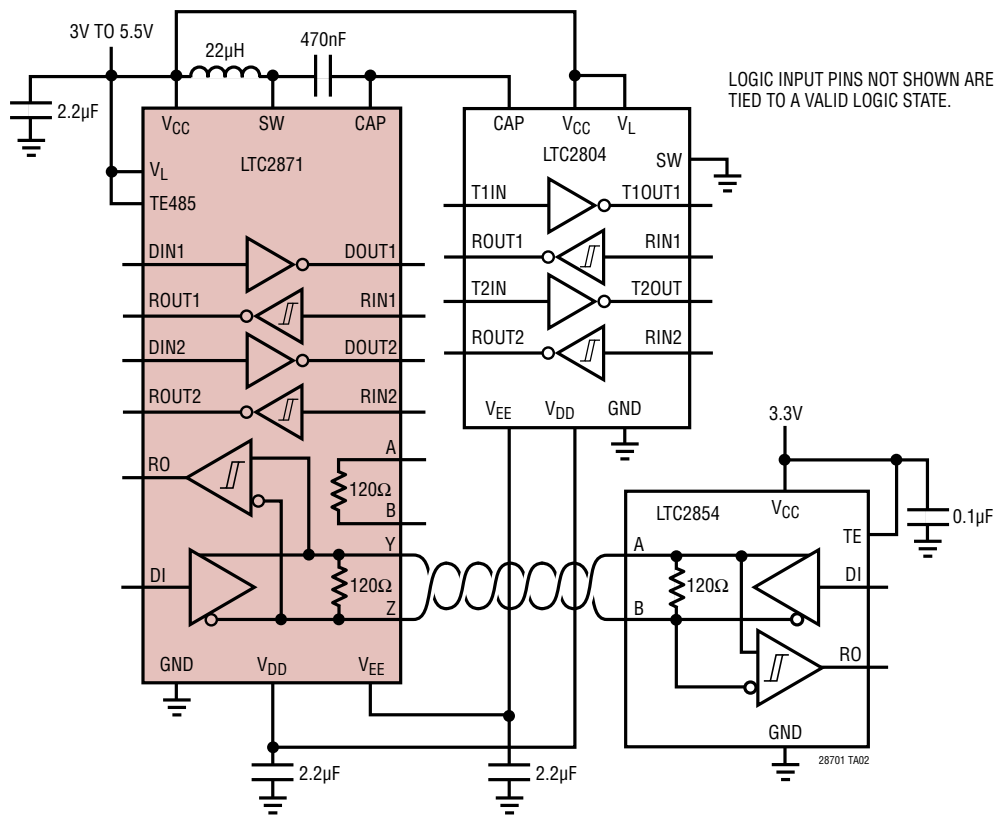 3V TO 5.5V
22µH
470nF
2.2µF
LOGIC INPUT PINS NOT SHOWN ARE
TIED TO A VALID LOGIC STATE.
VCC
SW
CAP
LTC2871
VL
TE485
DIN1
DOUT1
ROUT1
RIN1
DIN2
DOUT2
ROUT2
RIN2
RO
A
120Ω
B
Y
DI
120Ω
Z
GND
VDD
VEE
2.2µF
2.2µF
CAP
VCC
VL
LTC2804
SW
T1IN
T1OUT1
ROUT1
RIN1
T2IN
T2OUT
ROUT2
RIN2
VEE
VDD
GND
3.3V
LTC2854
VCC
TE
0.1µF
A
DI
120Ω
B
RO
GND
28701 TA02